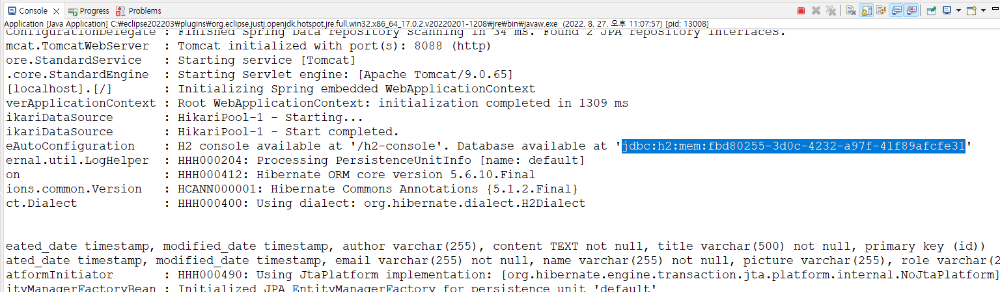 Console Progress Problems
Application [Java Application] C:₩eclipse202203₩plugins₩org.eclipse.justj.openjdk.hotspot.jre.full.win32.x86_64_17.0.2.v20220201-1208₩jre₩bin₩javaw.exe (2022. 8. 27. 오후 11:07:57) [pid: 13008]
ConfigurationDelegate : Finished Spring Data repository scanning in 34 ms. Found 2 JPA repository interfaces.
mcat.TomcatWebServer : Tomcat initialized with port(s): 8088 (http)
ore.StandardService : Starting service [Tomcat]
.core.StandardEngine : Starting Servlet engine: [Apache Tomcat/9.0.65]
[localhost].[/] : Initializing Spring embedded WebApplicationContext
verApplicationContext : Root WebApplicationContext: initialization completed in 1309 ms
ikariDataSource : HikariPool-1 - Starting...
ikariDataSource : HikariPool-1 - Start completed.
eAutoConfiguration : H2 console available at '/h2-console'. Database available at 'jdbc:h2:mem:fbd80255-3d0c-4232-a97f-41f89afcfe31'
ernal.util.LogHelper : HHH000204: Processing PersistenceUnitInfo [name: default]
on : HHH000412: Hibernate ORM core version 5.6.10.Final
ions.common.Version : HCANN000001: Hibernate Commons Annotations {5.1.2.Final}
ct.Dialect : HHH000400: Using dialect: org.hibernate.dialect.H2Dialect
eated_date timestamp, modified_date timestamp, author varchar(255), content TEXT not null, title varchar(500) not null, primary key (id))
ated_date timestamp, modified_date timestamp, email varchar(255) not null, name varchar(255) not null, picture varchar(255), role varchar(2
atformInitiator : HHH000490: Using JtaPlatform implementation: [org.hibernate.engine.transaction.jta.platform.internal.NoJtaPlatform]
ityManagerFactoryBean : Initialized JPA EntityManagerFactory for persistence unit 'default'